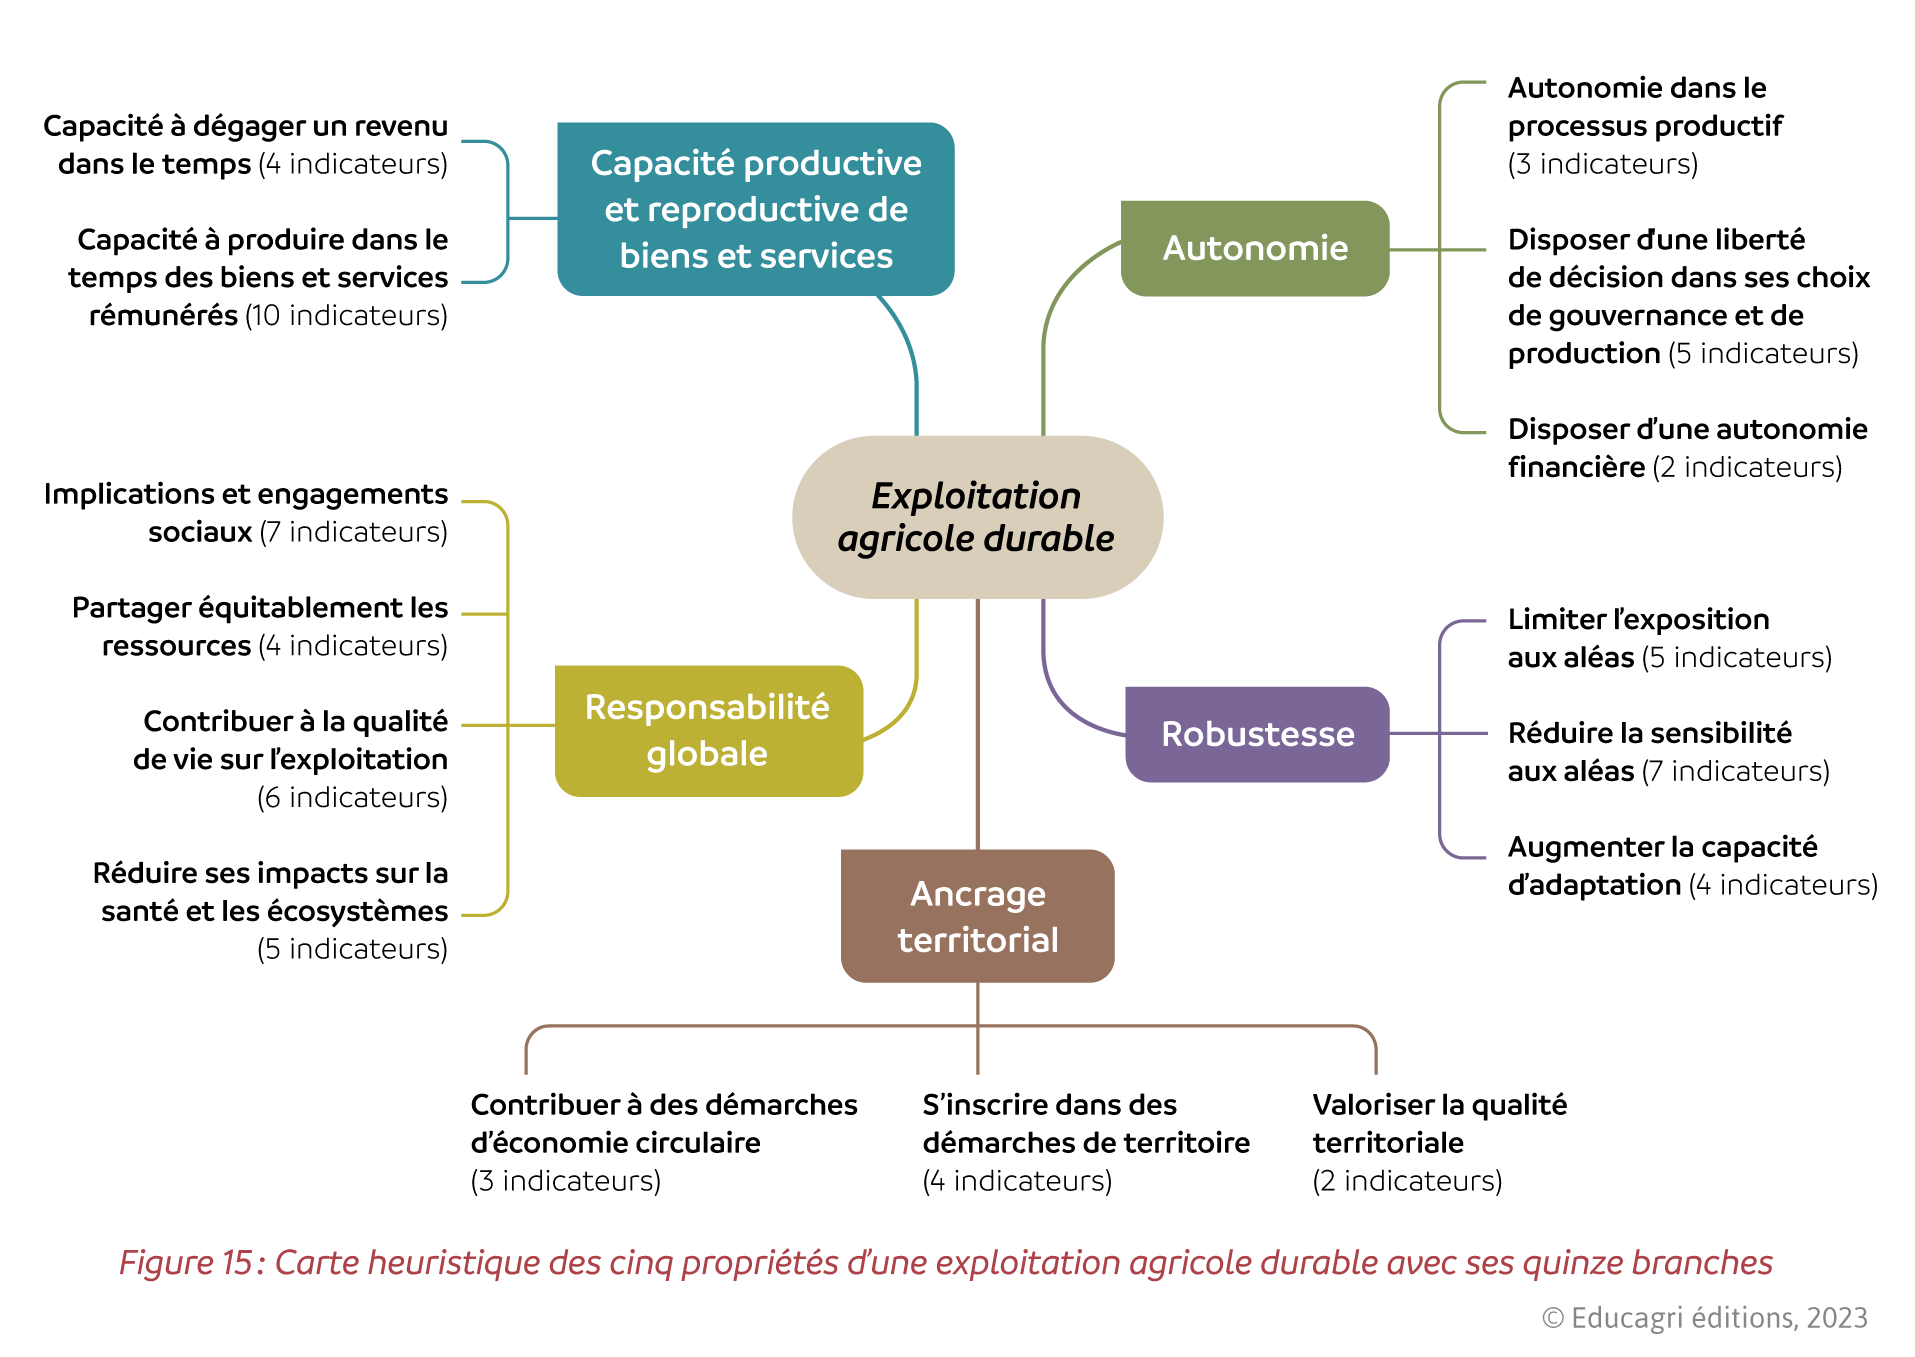 Capacité à dégager un revenu
dans le temps (4 indicateurs)
Capacité à produire dans le
temps des biens et services
rémunérés (10 indicateurs)
Capacité productive
et reproductive de
biens et services
Autonomie
Autonomie dans le
processus productif
(3 indicateurs)
Disposer d'une liberté
de décision dans ses choix
de gouvernance et de
production (5 indicateurs)
Disposer d’une autonomie
financière (2 indicateurs)
Exploitation
agricole durable
Implications et engagements
sociaux (7 indicateurs)
Partager équitablement les
ressources (4 indicateurs)
Contribuer à la qualité
de vie sur l’exploitation
(6 indicateurs)
Réduire ses impacts sur la
santé et les écosystèmes
(5 indicateurs)
Responsabilité
globale
Robustesse
Limiter l’exposition
aux aléas (5 indicateurs)
Réduire la sensibilité
aux aléas (7 indicateurs)
Augmenter la capacité
d’adaptation (4 indicateurs)
Ancrage
territorial
Contribuer à des démarches
d’économie circulaire
(3 indicateurs)
S’inscrire dans des
démarches de territoire
(4 indicateurs)
Valoriser la qualité
territoriale
(2 indicateurs)
Figure 15 : Carte heuristique des cinq propriétés d’une exploitation agricole durable avec ses quinze branches
© Educagri éditions, 2023